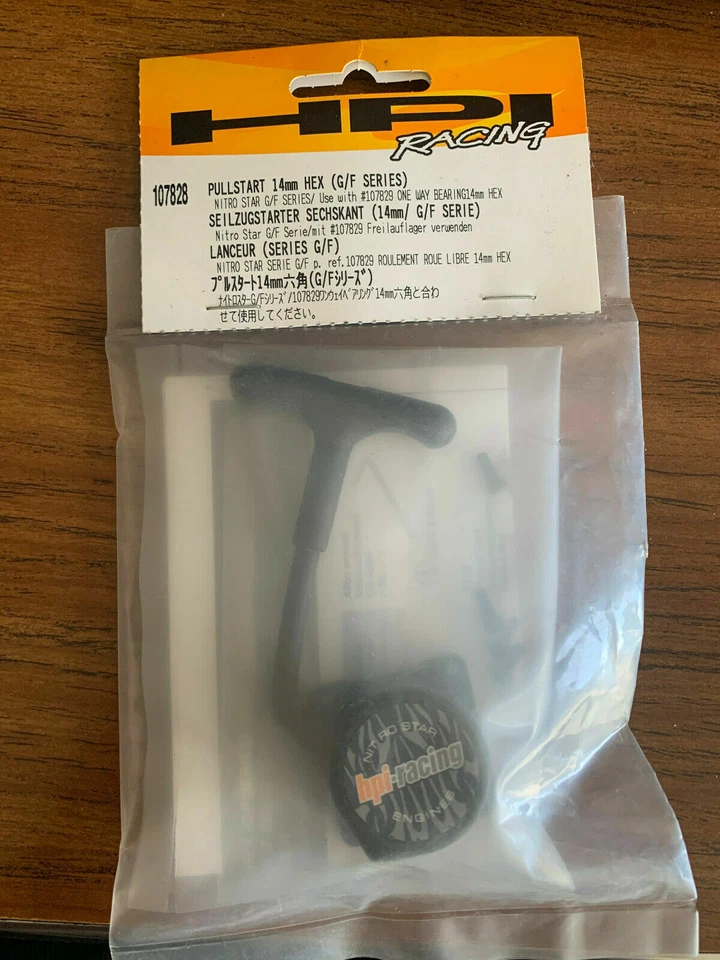 HPI
RACING
107828
PULLSTART 14mm HEX (G/F SERIES)
NITRO STAR G/F SERIES/ Use with #107829 ONE WAY BEARING14mm HEX
SEILZUGSTARTER SECHSKANT (14mm/ G/F SERIE)
Nitro Star G/F Serie/mit #107829 Freilauflager verwenden
LANCEUR (SERIES G/F)
NITRO STAR SERIE G/F p. ref.107829 ROULEMENT ROUE LIBRE 14mm HEX
プルスタート14mm六角(G/Fシリーズ)
ナイトロスターG/Fシリーズ/107829ワンウェイベアリング14mm六角と合わ
せて使用してください。
NITRO STAR
hpi-racing
ENGINES